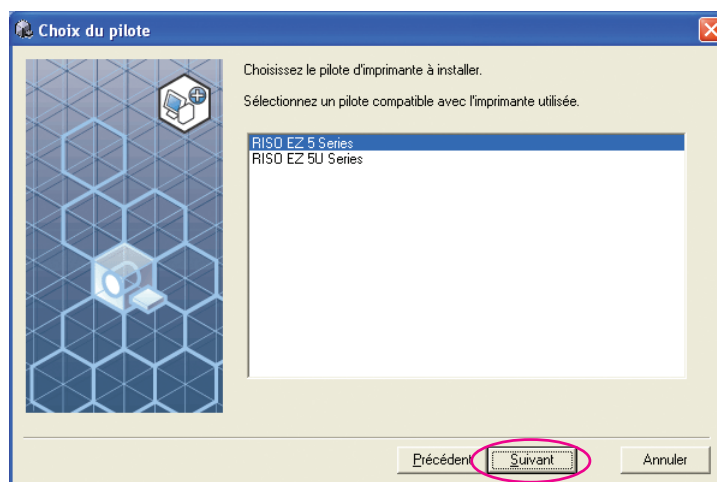 Choix du pilote
Choisissez le pilote d'imprimante à installer.
Sélectionnez un pilote compatible avec l'imprimante utilisée.
RISO EZ 5 Series
RISO EZ 5U Series
Précédent
Suivant
Annuler